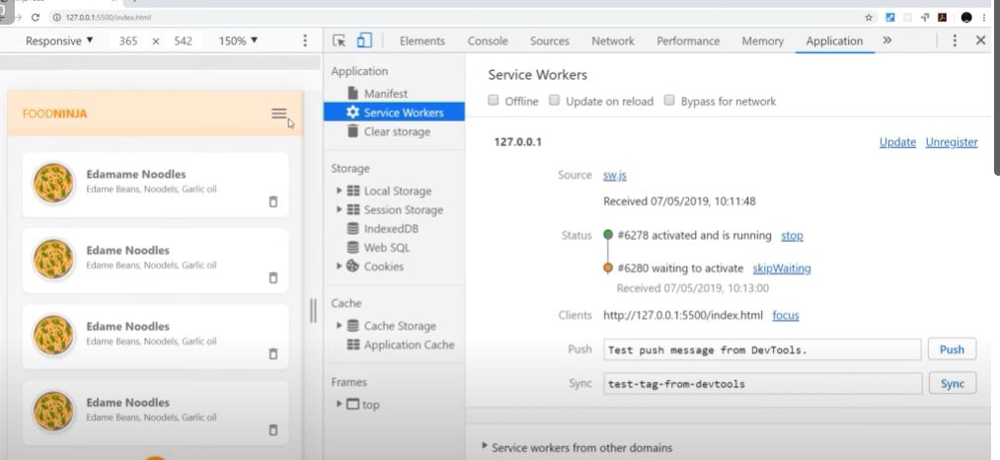 127.0.0.1:5500/index.html
Responsive ▼ 365 × 542 150% ▼
Elements Console Sources Network Performance Memory Application »
FOODNINJA
Edamame Noodles
Edame Beans, Noodels, Garlic oil
Edame Noodles
Edame Beans, Noodels, Garlic oil
Edame Noodles
Edame Beans, Noodels, Garlic oil
Edame Noodles
Edame Beans, Noodels, Garlic oil
Application
Manifest
Service Workers
Clear storage
Storage
Local Storage
Session Storage
IndexedDB
Web SQL
Cookies
Cache
Cache Storage
Application Cache
Frames
top
Service Workers
Offline Update on reload Bypass for network
127.0.0.1 Update Unregister
Source sw.js
Received 07/05/2019, 10:11:48
Status #6278 activated and is running stop
#6280 waiting to activate skipWaiting
Received 07/05/2019, 10:13:00
Clients http://127.0.0.1:5500/index.html focus
Push Test push message from DevTools. Push
Sync test-tag-from-devtools Sync
Service workers from other domains